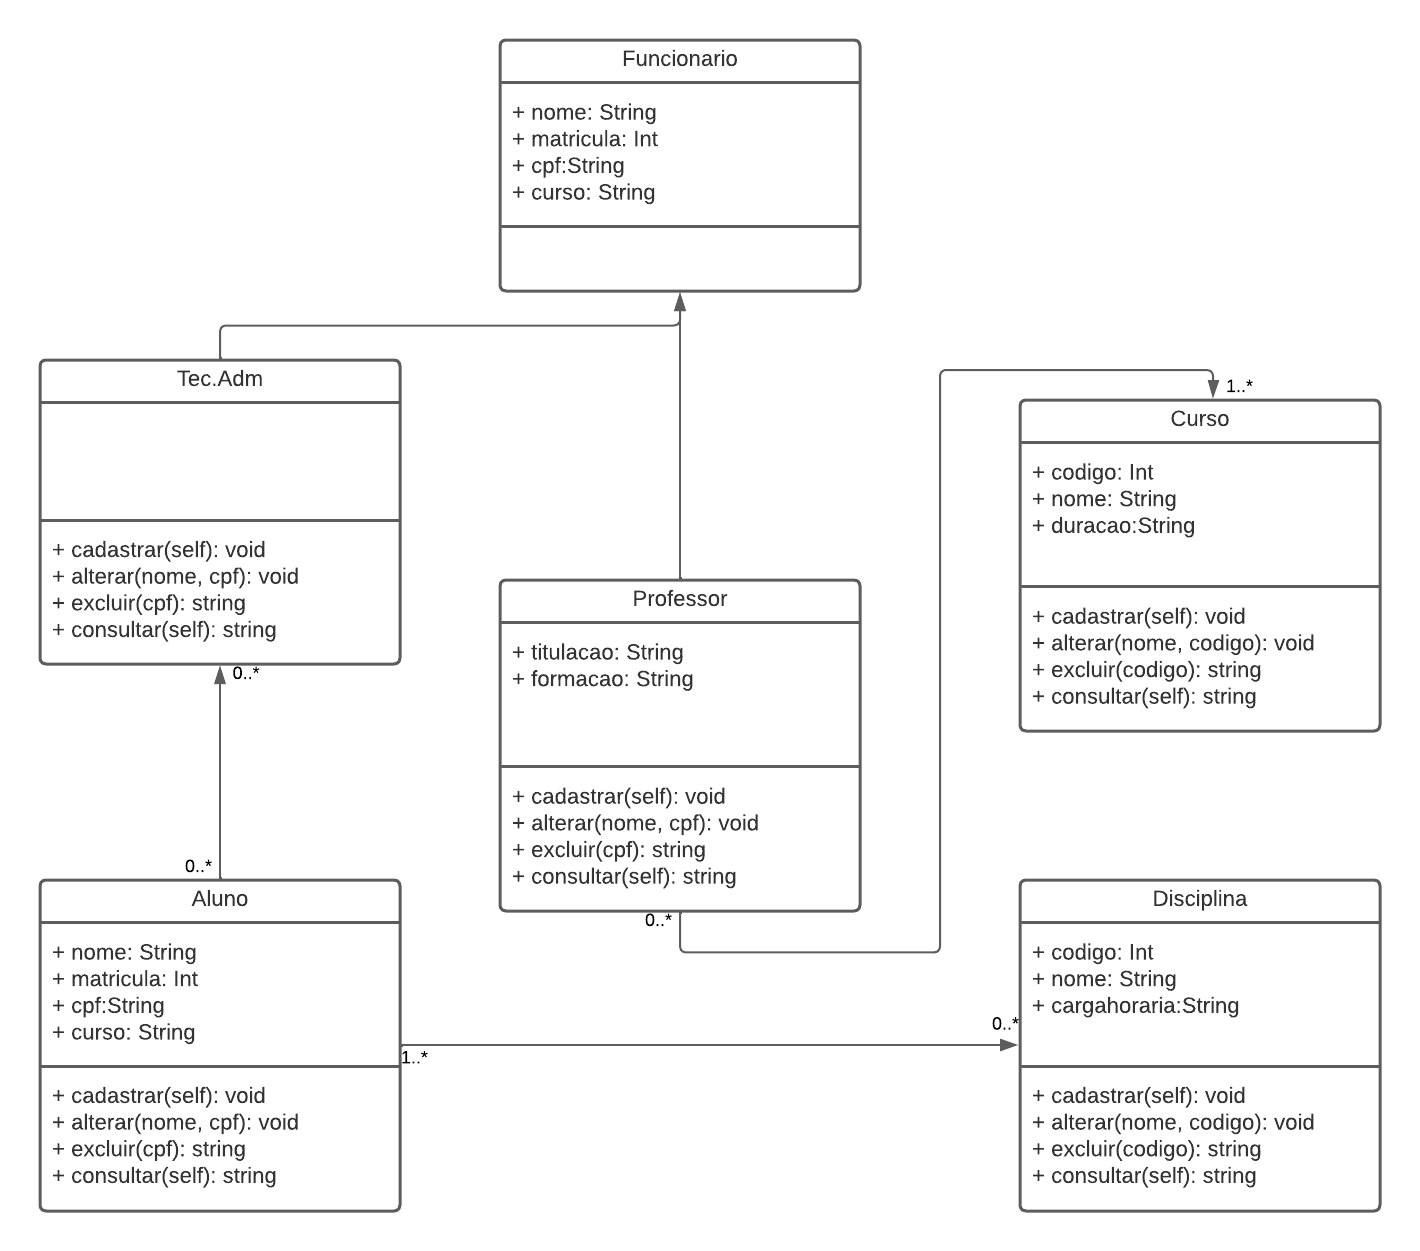 Funcionario
+ nome: String
+ matricula: Int
+ cpf:String
+ curso: String
Tec.Adm
+ cadastrar(self): void
+ alterar(nome, cpf): void
+ excluir(cpf): string
+ consultar(self): string
0..*
1..*
Curso
+ codigo: Int
+ nome: String
+ duracao:String
+ cadastrar(self): void
+ alterar(nome, codigo): void
+ excluir(codigo): string
+ consultar(self): string
Professor
+ titulacao: String
+ formacao: String
+ cadastrar(self): void
+ alterar(nome, cpf): void
+ excluir(cpf): string
+ consultar(self): string
0..*
0..*
Aluno
+ nome: String
+ matricula: Int
+ cpf:String
+ curso: String
+ cadastrar(self): void
+ alterar(nome, cpf): void
+ excluir(cpf): string
+ consultar(self): string
1..*
0..*
Disciplina
+ codigo: Int
+ nome: String
+ cargahoraria:String
+ cadastrar(self): void
+ alterar(nome, codigo): void
+ excluir(codigo): string
+ consultar(self): string